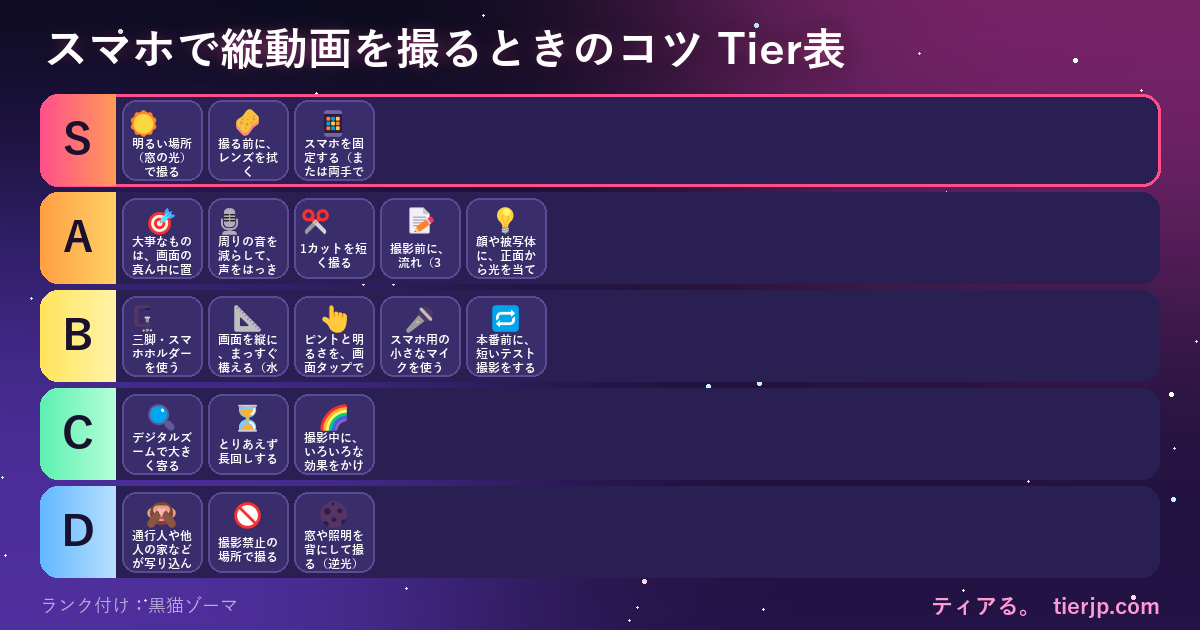 スマホで縦動画を撮るときのコツ Tier表
S
明るい場所
（窓の光）
で撮る
撮る前に、
レンズを拭
く
スマホを固
定する（ま
たは両手で
A
大事なもの
は、画面の
真ん中に置
周りの音を
減らして、
声をはっき
1カットを短
く撮る
撮影前に、
流れ（3
顔や被写体
に、正面か
ら光を当て
B
三脚・スマ
ホホルダー
を使う
画面を縦に
、まっすぐ
構える（水
ピントと明
るさを、画
面タップで
スマホ用の
小さなマイ
クを使う
本番前に、
短いテスト
撮影をする
C
デジタルズ
ームで大き
く寄る
とりあえず
長回しする
撮影中に、
いろいろな
効果をかけ
D
通行人や他
人の家など
が写り込ん
撮影禁止の
場所で撮る
窓や照明を
背にして撮
る（逆光）
ランク付け：黒猫ゾーマ
ティアる。 tierjp.com